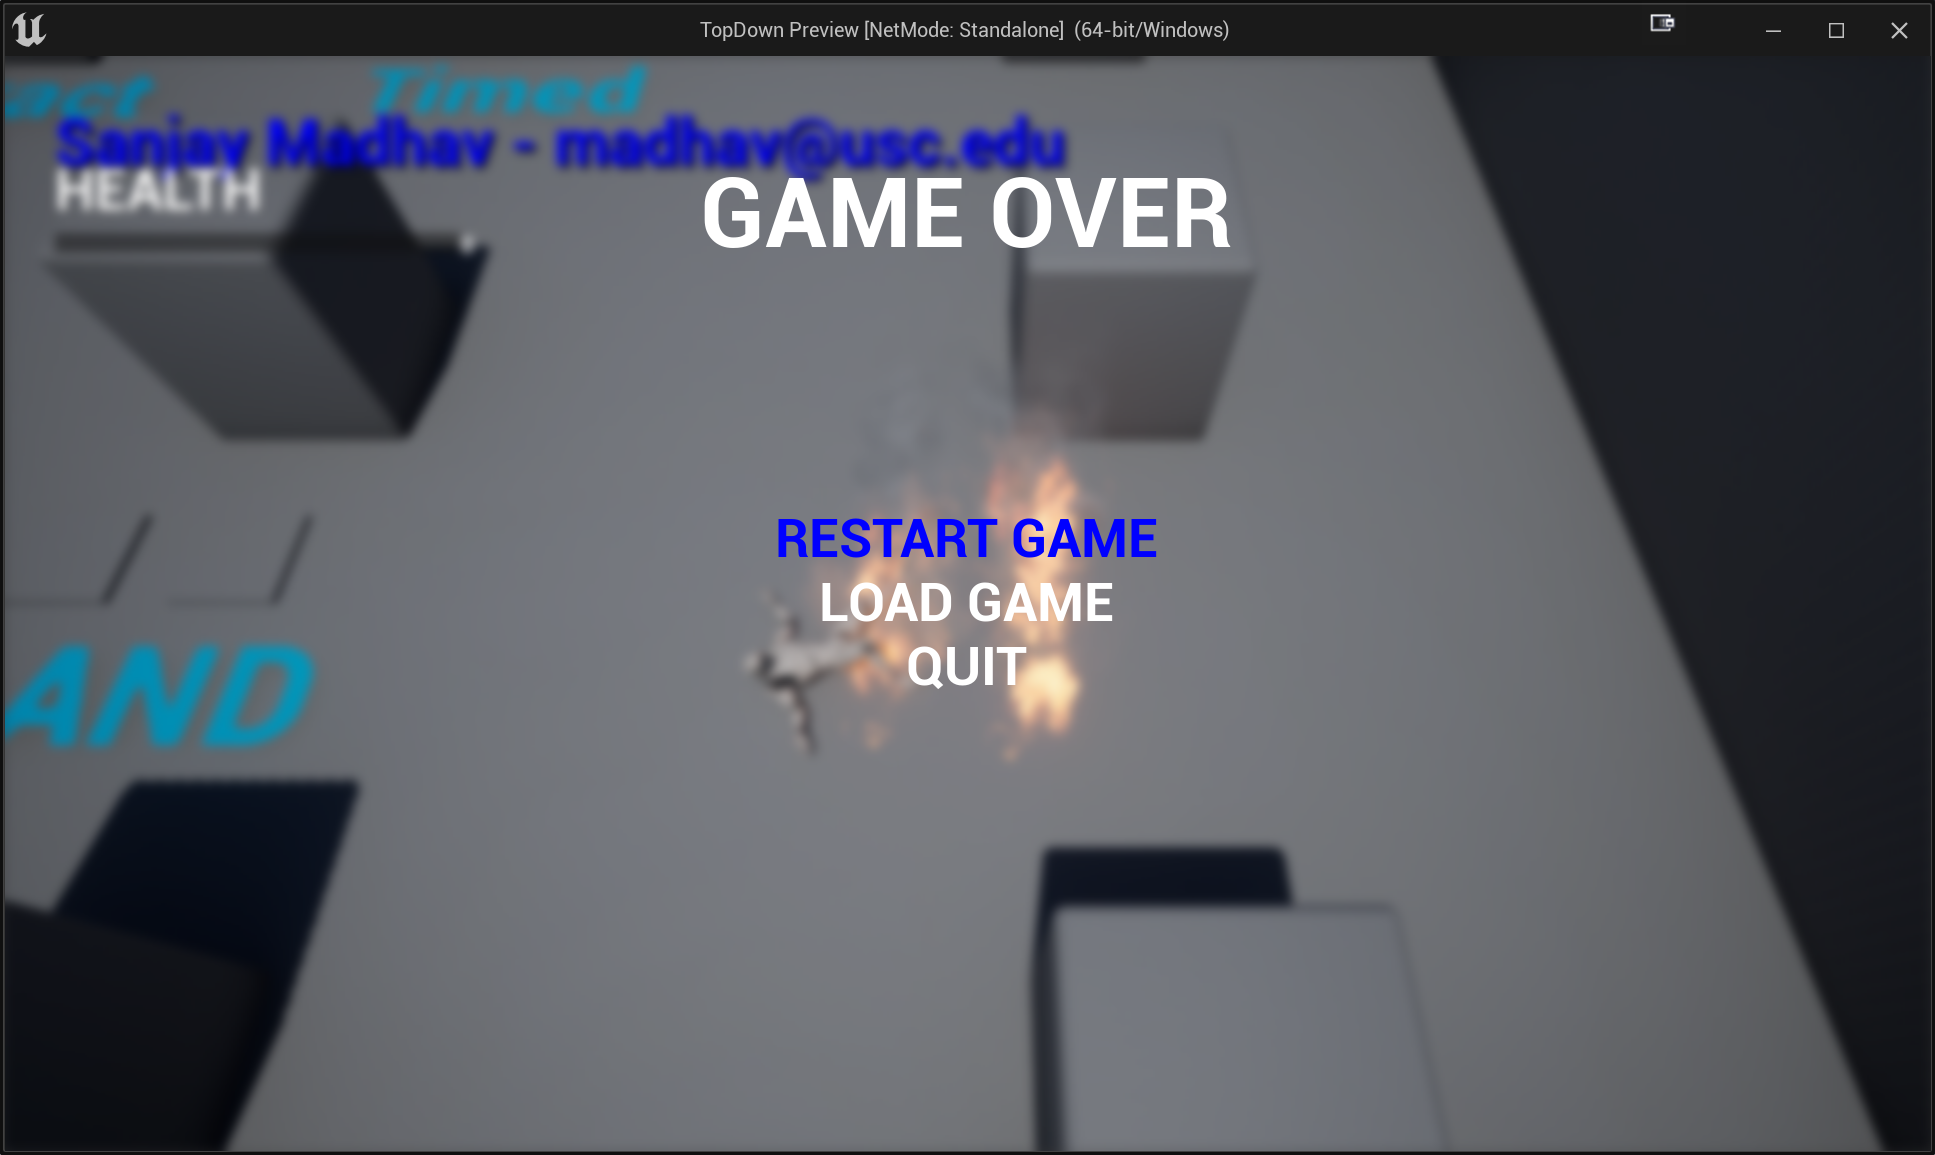 TopDown Preview [NetMode: Standalone] (64-bit/Windows)
act Timed
Sanjay Madhav - madhav@usc.edu
HEALTH
GAME OVER
RESTART GAME
LOAD GAME
QUIT
AND